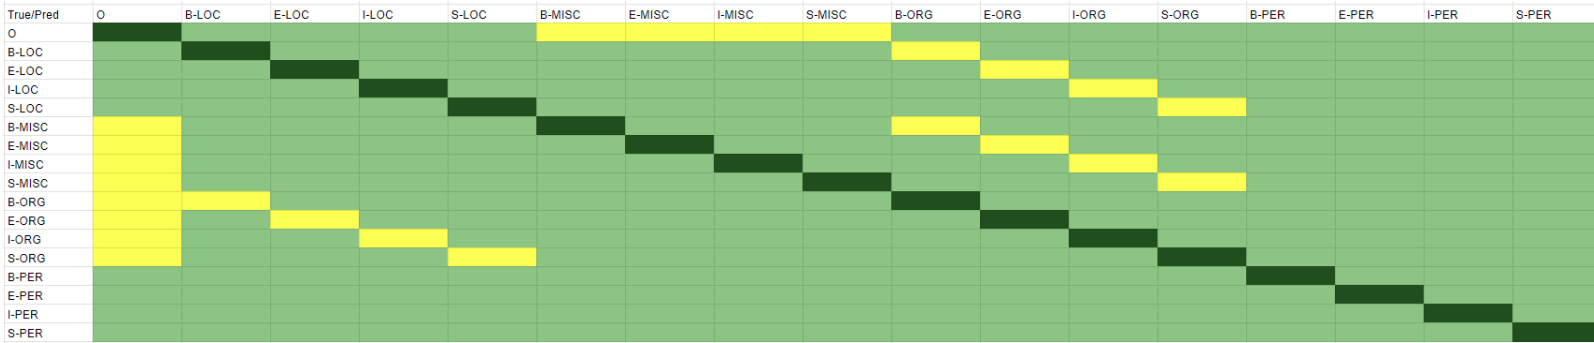 True/Pred O B-LOC E-LOC I-LOC S-LOC B-MISC E-MISC I-MISC S-MISC B-ORG E-ORG I-ORG S-ORG B-PER E-PER I-PER S-PER
O
B-LOC
E-LOC
I-LOC
S-LOC
B-MISC
E-MISC
I-MISC
S-MISC
B-ORG
E-ORG
I-ORG
S-ORG
B-PER
E-PER
I-PER
S-PER